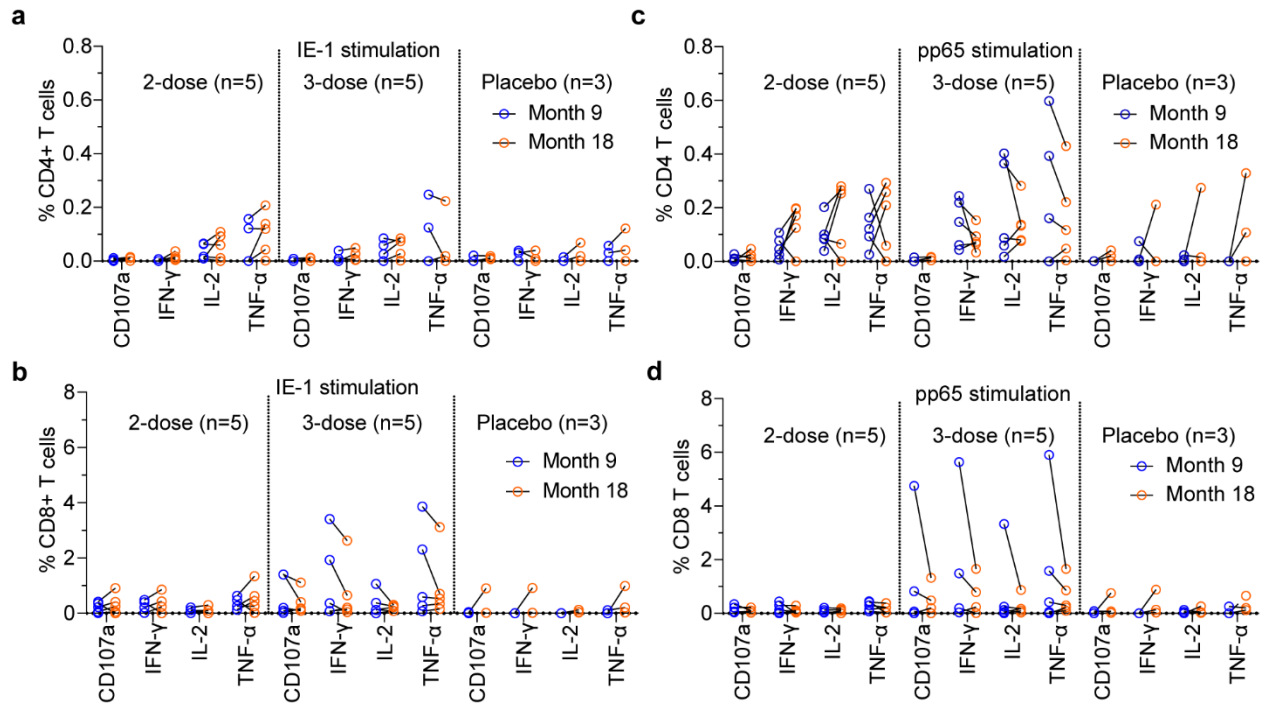 a
IE-1 stimulation
2-dose (n=5)
3-dose (n=5)
Placebo (n=3)
Month 9
Month 18
% CD4+ T cells
0.8
0.6
0.4
0.2
0.0
CD107a
IFN-γ
IL-2
TNF-α
CD107a
IFN-γ
IL-2
TNF-α
CD107a
IFN-γ
IL-2
TNF-α
c
pp65 stimulation
2-dose (n=5)
3-dose (n=5)
Placebo (n=3)
Month 9
Month 18
% CD4 T cells
0.8
0.6
0.4
0.2
0.0
CD107a
IFN-γ
IL-2
TNF-α
CD107a
IFN-γ
IL-2
TNF-α
CD107a
IFN-γ
IL-2
TNF-α
b
IE-1 stimulation
2-dose (n=5)
3-dose (n=5)
Placebo (n=3)
Month 9
Month 18
% CD8+ T cells
8
6
4
2
0
CD107a
IFN-γ
IL-2
TNF-α
CD107a
IFN-γ
IL-2
TNF-α
CD107a
IFN-γ
IL-2
TNF-α
d
pp65 stimulation
2-dose (n=5)
3-dose (n=5)
Placebo (n=3)
Month 9
Month 18
% CD8 T cells
8
6
4
2
0
CD107a
IFN-γ
IL-2
TNF-α
CD107a
IFN-γ
IL-2
TNF-α
CD107a
IFN-γ
IL-2
TNF-α